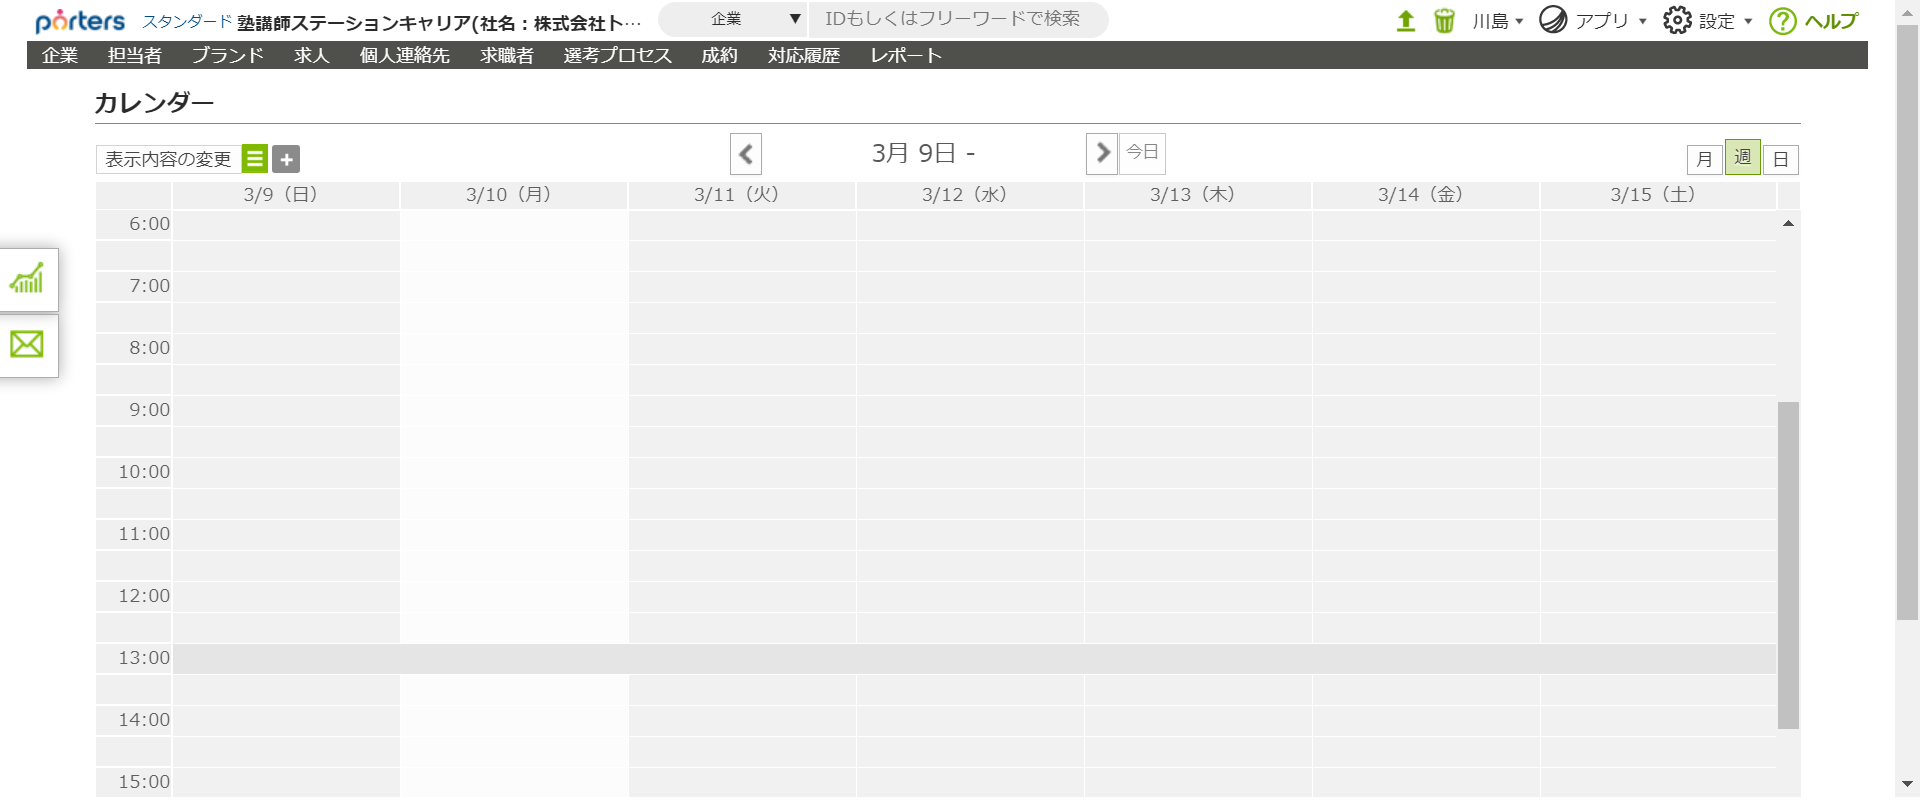 porters スタンダード 塾講師ステーションキャリア(社名：株式会社ト… 企業 ▼ IDもしくはフリーワードで検索 川島 アプリ 設定 ヘルプ
企業 担当者 ブランド 求人 個人連絡先 求職者 選考プロセス 成約 対応履歴 レポート
カレンダー
表示内容の変更 3月 9日 - 今日 月 週 日
3/9（日） 3/10（月） 3/11（火） 3/12（水） 3/13（木） 3/14（金） 3/15（土）
6:00
7:00
8:00
9:00
10:00
11:00
12:00
13:00
14:00
15:00